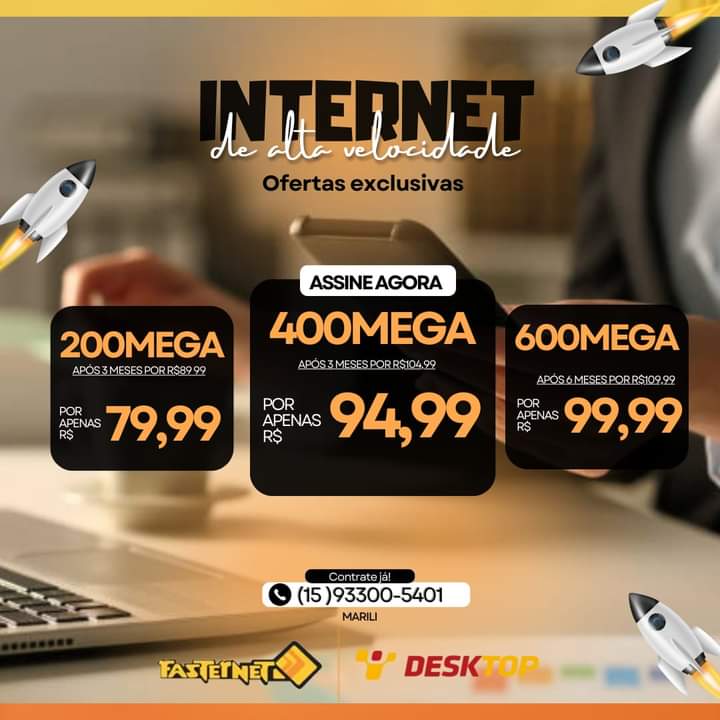 INTERNET
de alta velocidade
Ofertas exclusivas
ASSINE AGORA
200MEGA
APÓS 3 MESES POR R$89.99
POR
APENAS
R$
79,99
400MEGA
APÓS 3 MESES POR R$104,99
POR
APENAS
R$
94,99
600MEGA
APÓS 6 MESES POR R$109,99
POR
APENAS
R$
99,99
Contrate já!
(15 )93300-5401
MARILI
FASTERNET
DESKTOP